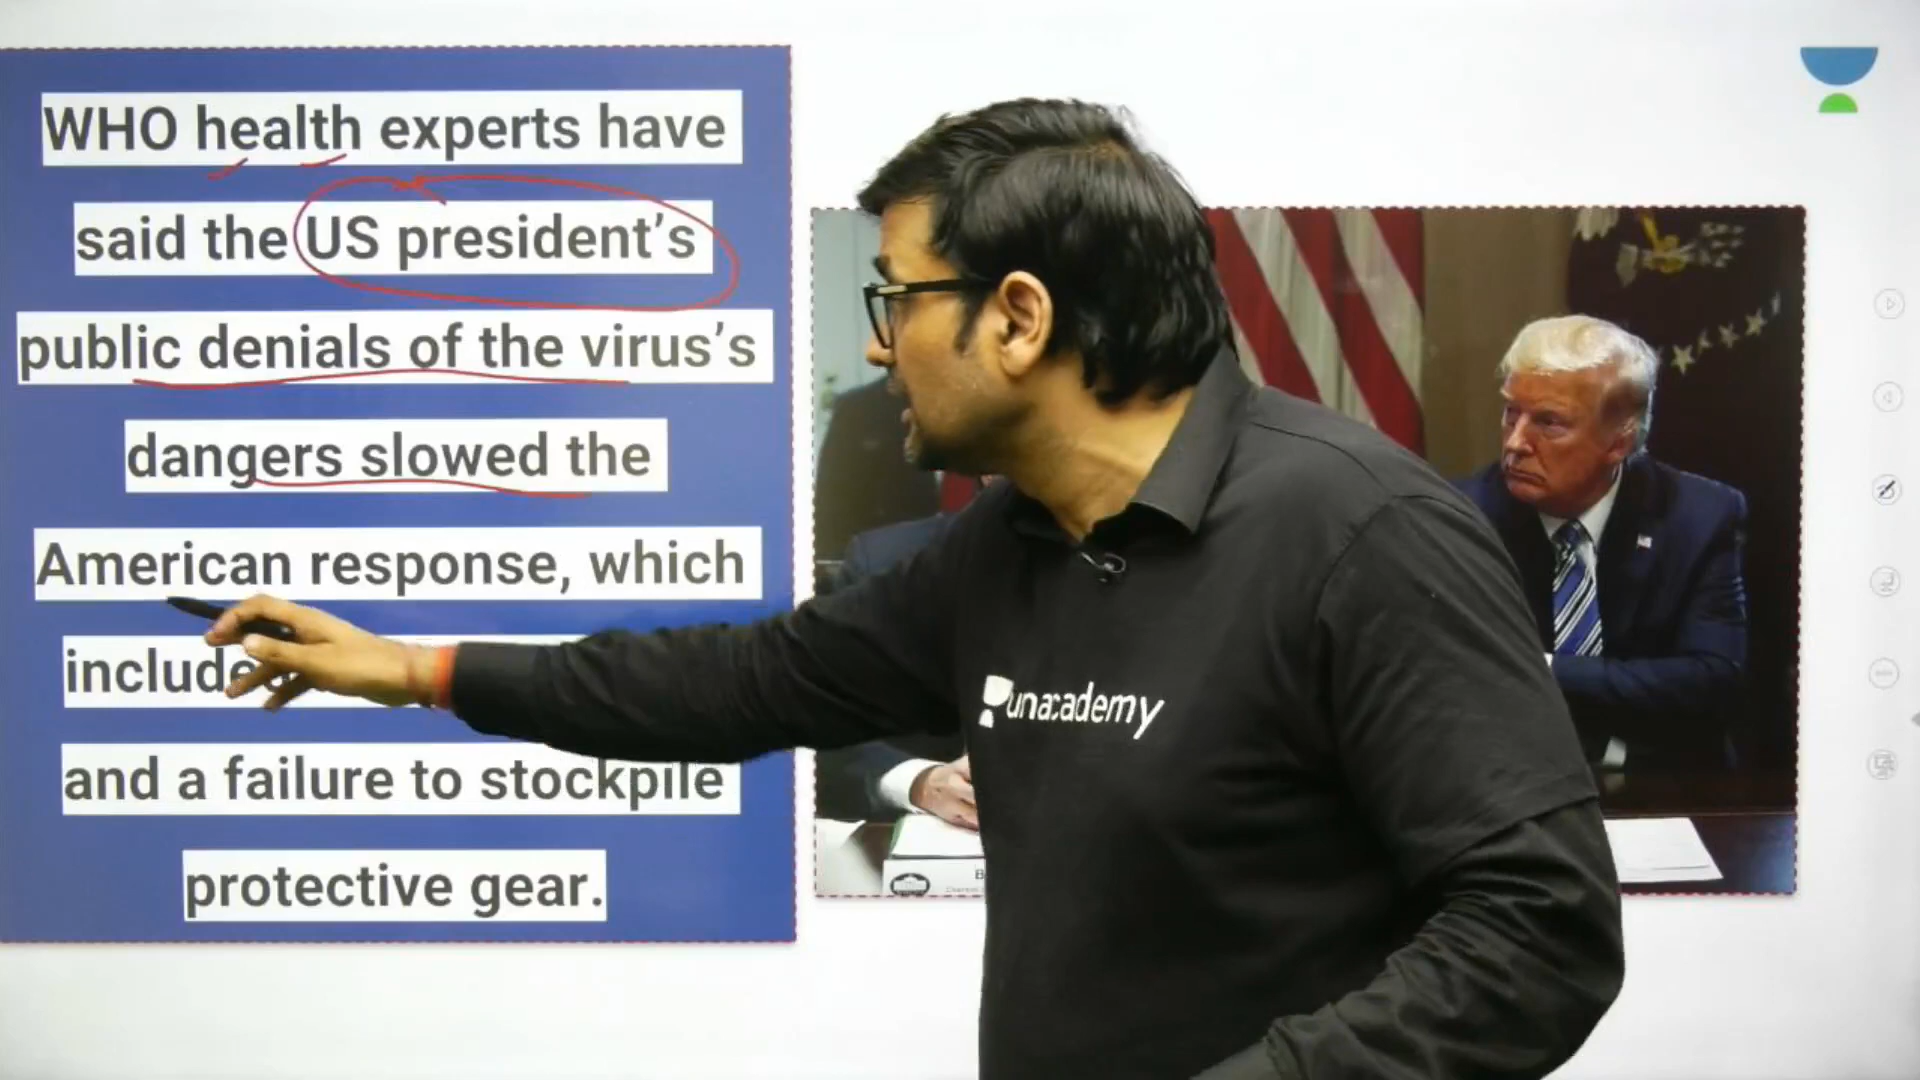 WHO health experts have
said the US president's
public denials of the virus's
dangers slowed the
American response, which
and a failure to stockpile
protective gear.
unacademy